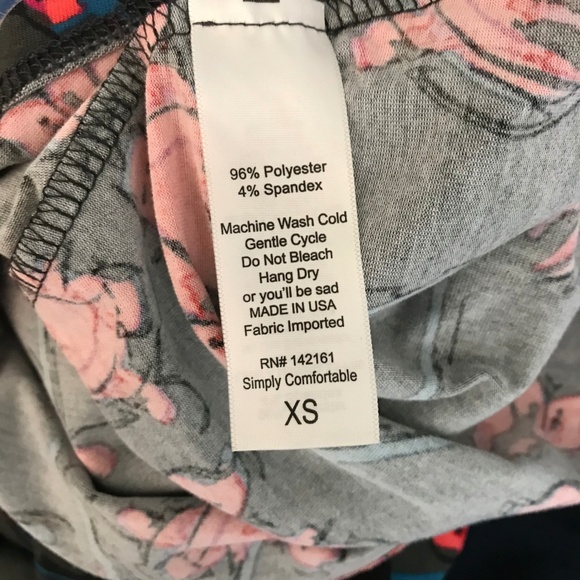 96% Polyester
4% Spandex
Machine Wash Cold
Gentle Cycle
Do Not Bleach
Hang Dry
or you'll be sad
MADE IN USA
Fabric Imported
RN# 142161
Simply Comfortable
XS